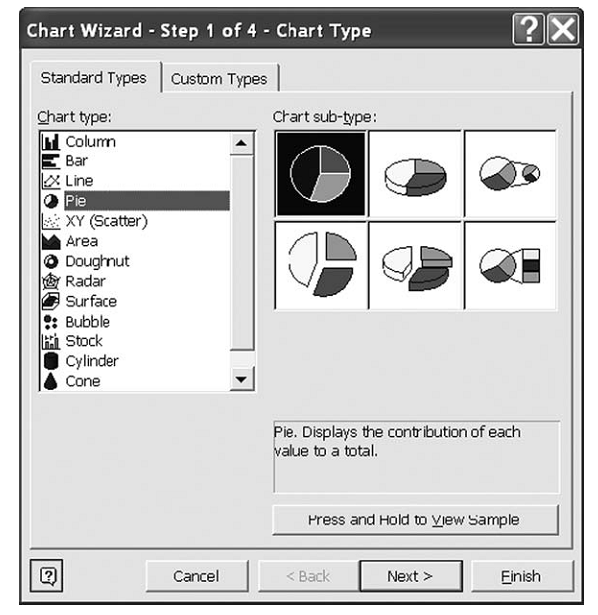 Chart Wizard - Step 1 of 4 - Chart Type
Standard Types
Custom Types
Chart type:
Chart sub-type:
Column
Bar
Line
Pie
XY (Scatter)
Area
Doughnut
Radar
Surface
Bubble
Stock
Cylinder
Cone
Pie. Displays the contribution of each
value to a total.
Press and Hold to View Sample
Cancel
< Back
Next >
Finish